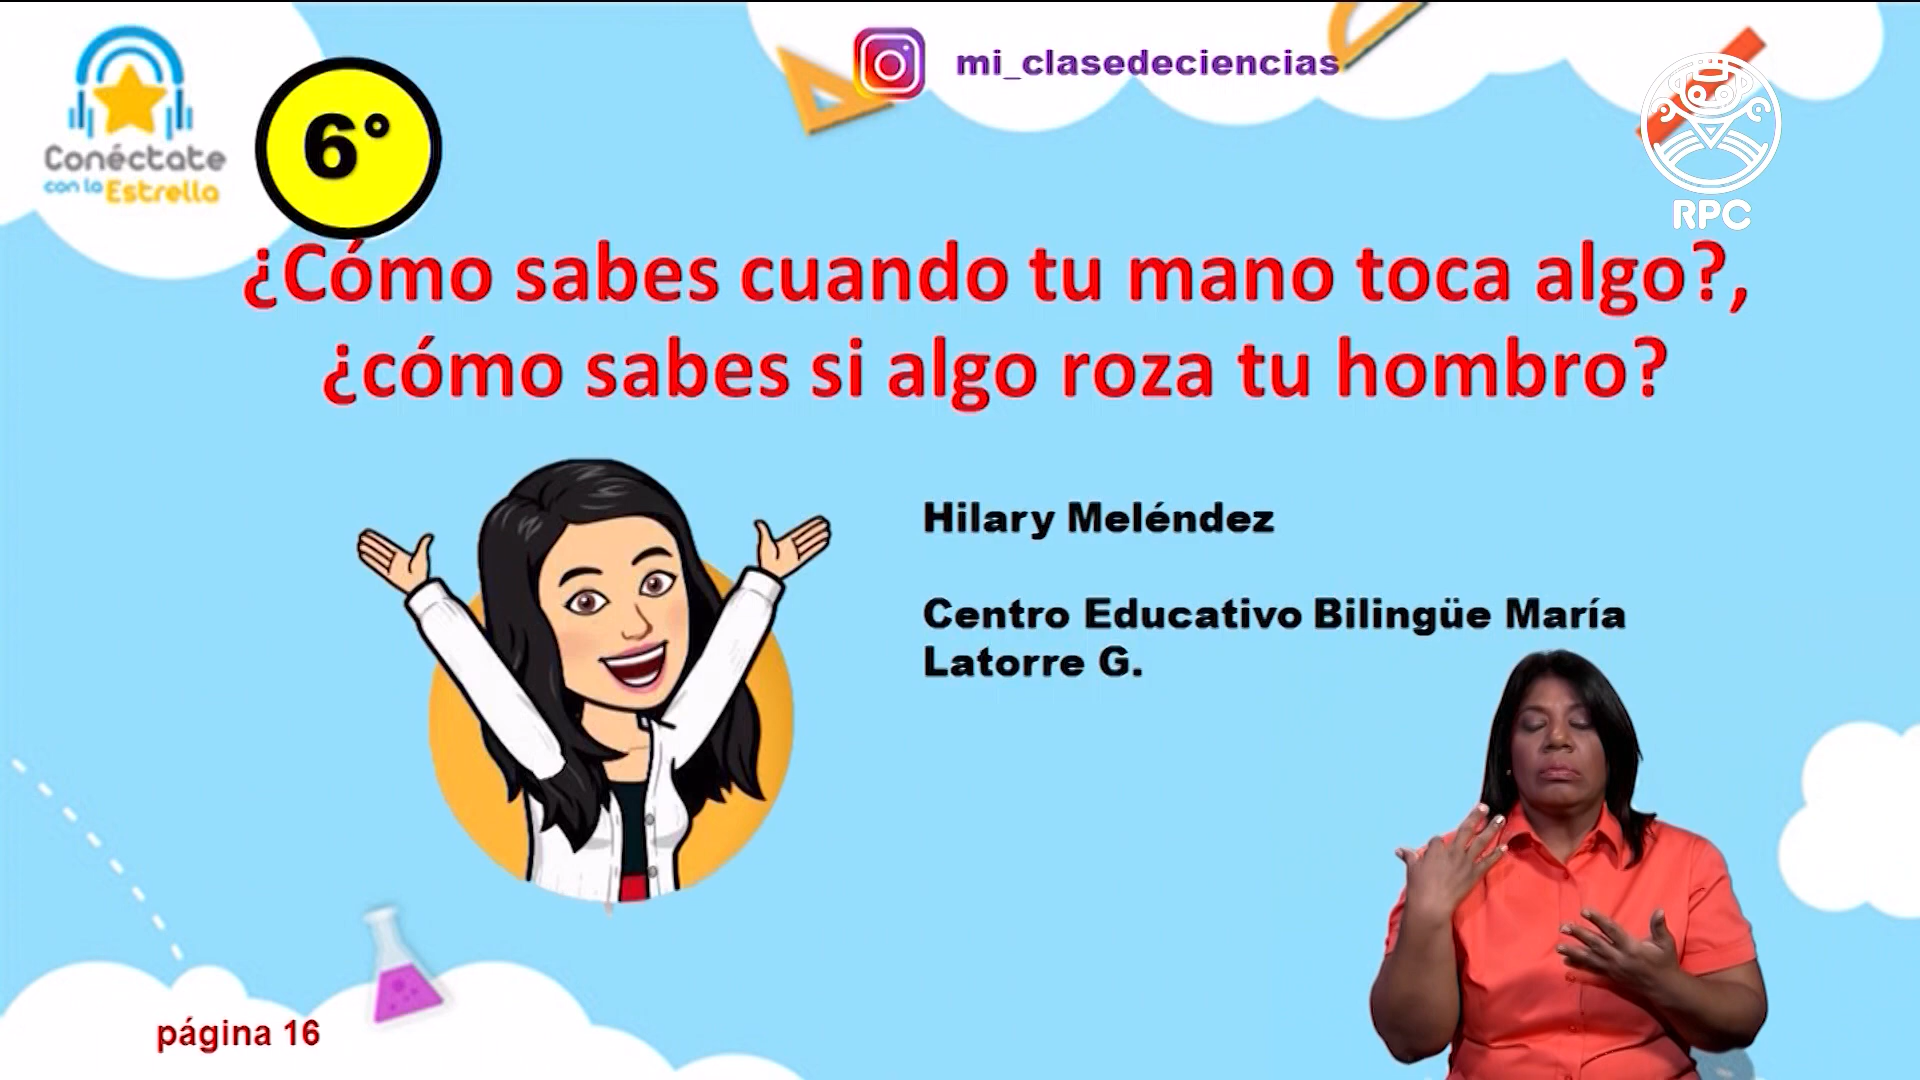 mi_clasedeciencias
Conéctate
con la Estrella
6°
RPC
¿Cómo sabes cuando tu mano toca algo?,
¿cómo sabes si algo roza tu hombro?
Hilary Meléndez
Centro Educativo Bilingüe María
Latorre G.
página 16